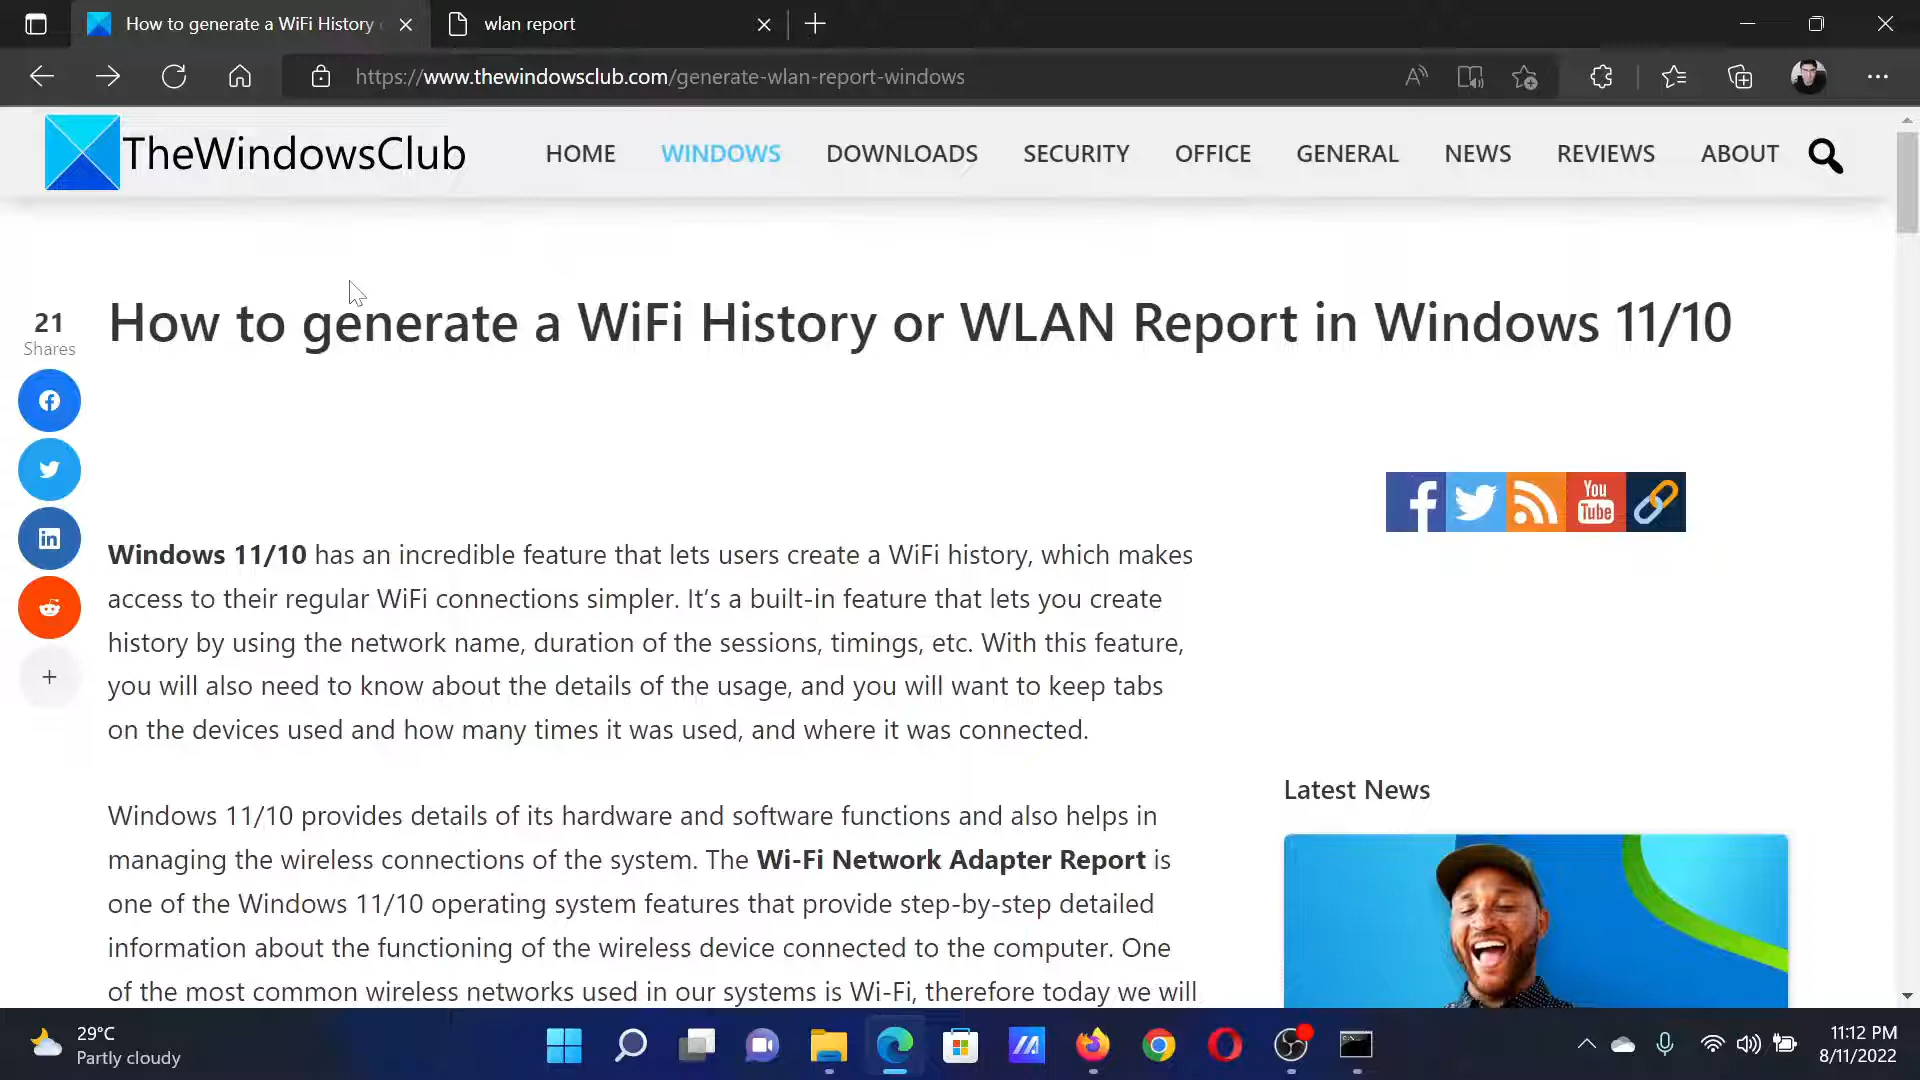 How to generate a WiFi History
wlan report
https://www.thewindowsclub.com/generate-wlan-report-windows
TheWindowsClub
HOME WINDOWS DOWNLOADS SECURITY OFFICE GENERAL NEWS REVIEWS ABOUT
21
Shares
How to generate a WiFi History or WLAN Report in Windows 11/10
You
Tube
Windows 11/10 has an incredible feature that lets users create a WiFi history, which makes
access to their regular WiFi connections simpler. It’s a built-in feature that lets you create
history by using the network name, duration of the sessions, timings, etc. With this feature,
you will also need to know about the details of the usage, and you will want to keep tabs
on the devices used and how many times it was used, and where it was connected.
Windows 11/10 provides details of its hardware and software functions and also helps in
managing the wireless connections of the system. The Wi-Fi Network Adapter Report is
one of the Windows 11/10 operating system features that provide step-by-step detailed
information about the functioning of the wireless device connected to the computer. One
of the most common wireless networks used in our systems is Wi-Fi, therefore today we will
Latest News
29°C
Partly cloudy
11:12 PM
8/11/2022